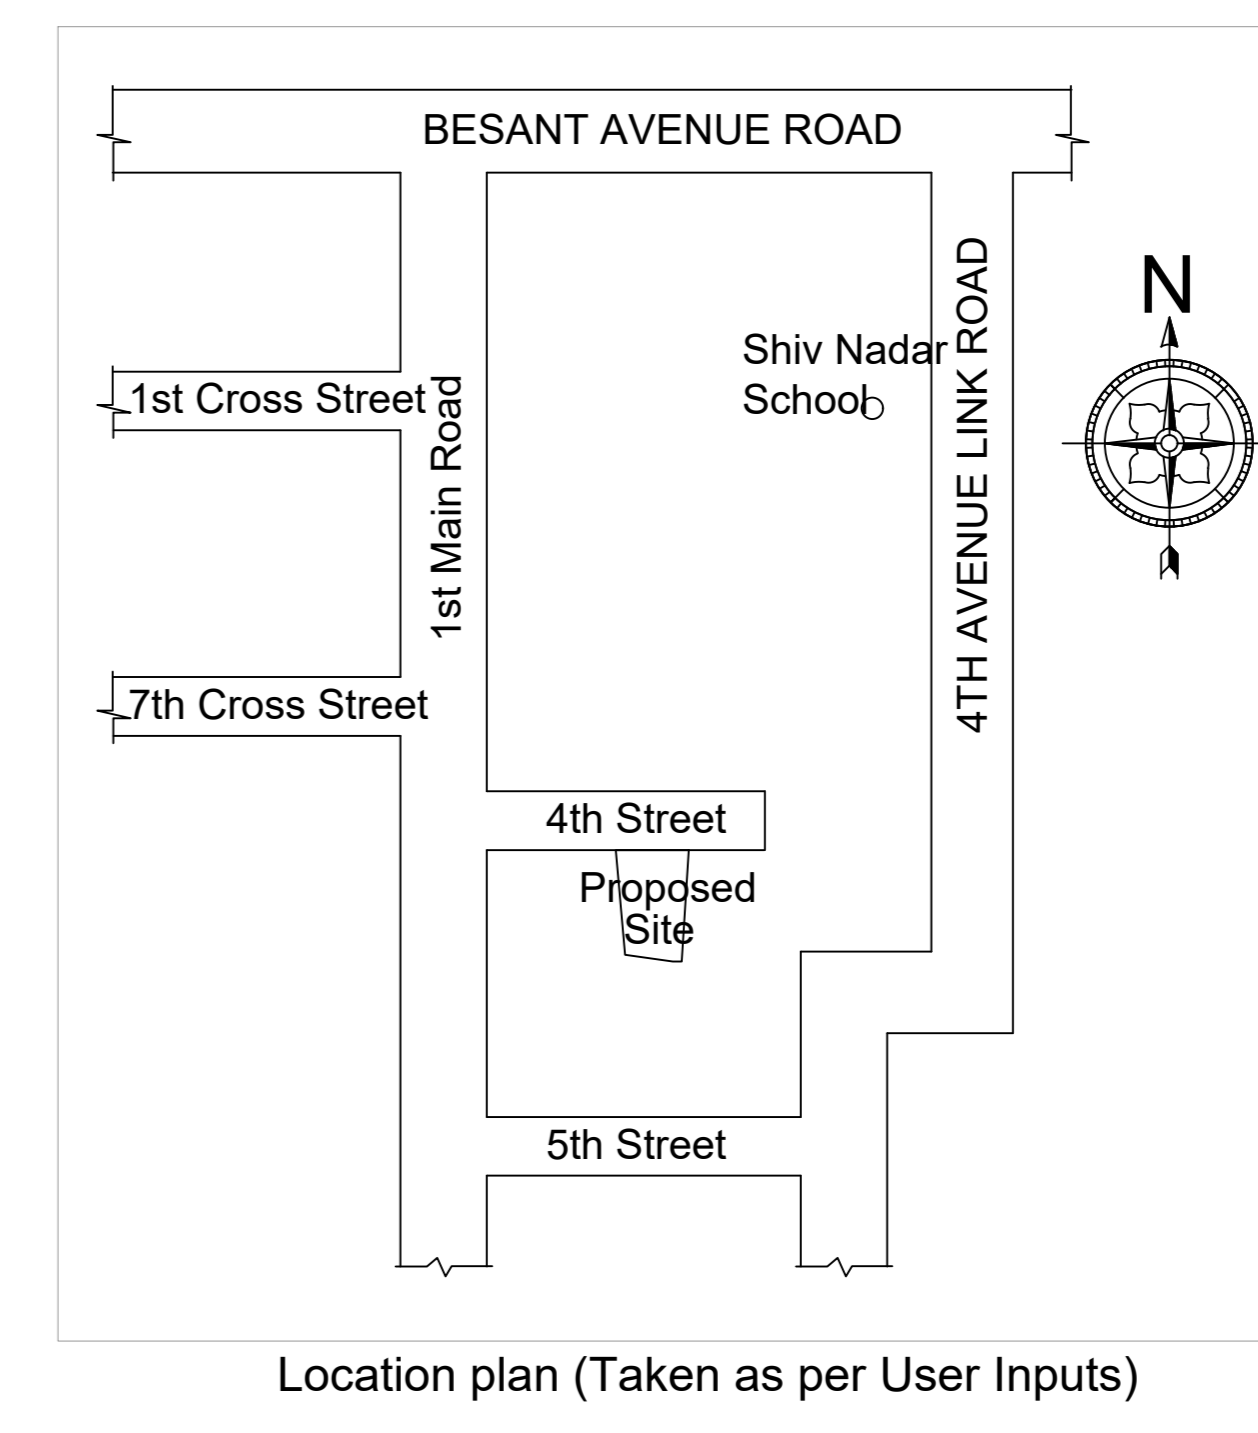 BESANT AVENUE ROAD
N
Shiv Nadar
School
1st Cross Street
1st Main Road
4TH AVENUE LINK ROAD
7th Cross Street
4th Street
Proposed
Site
5th Street
Location plan (Taken as per User Inputs)